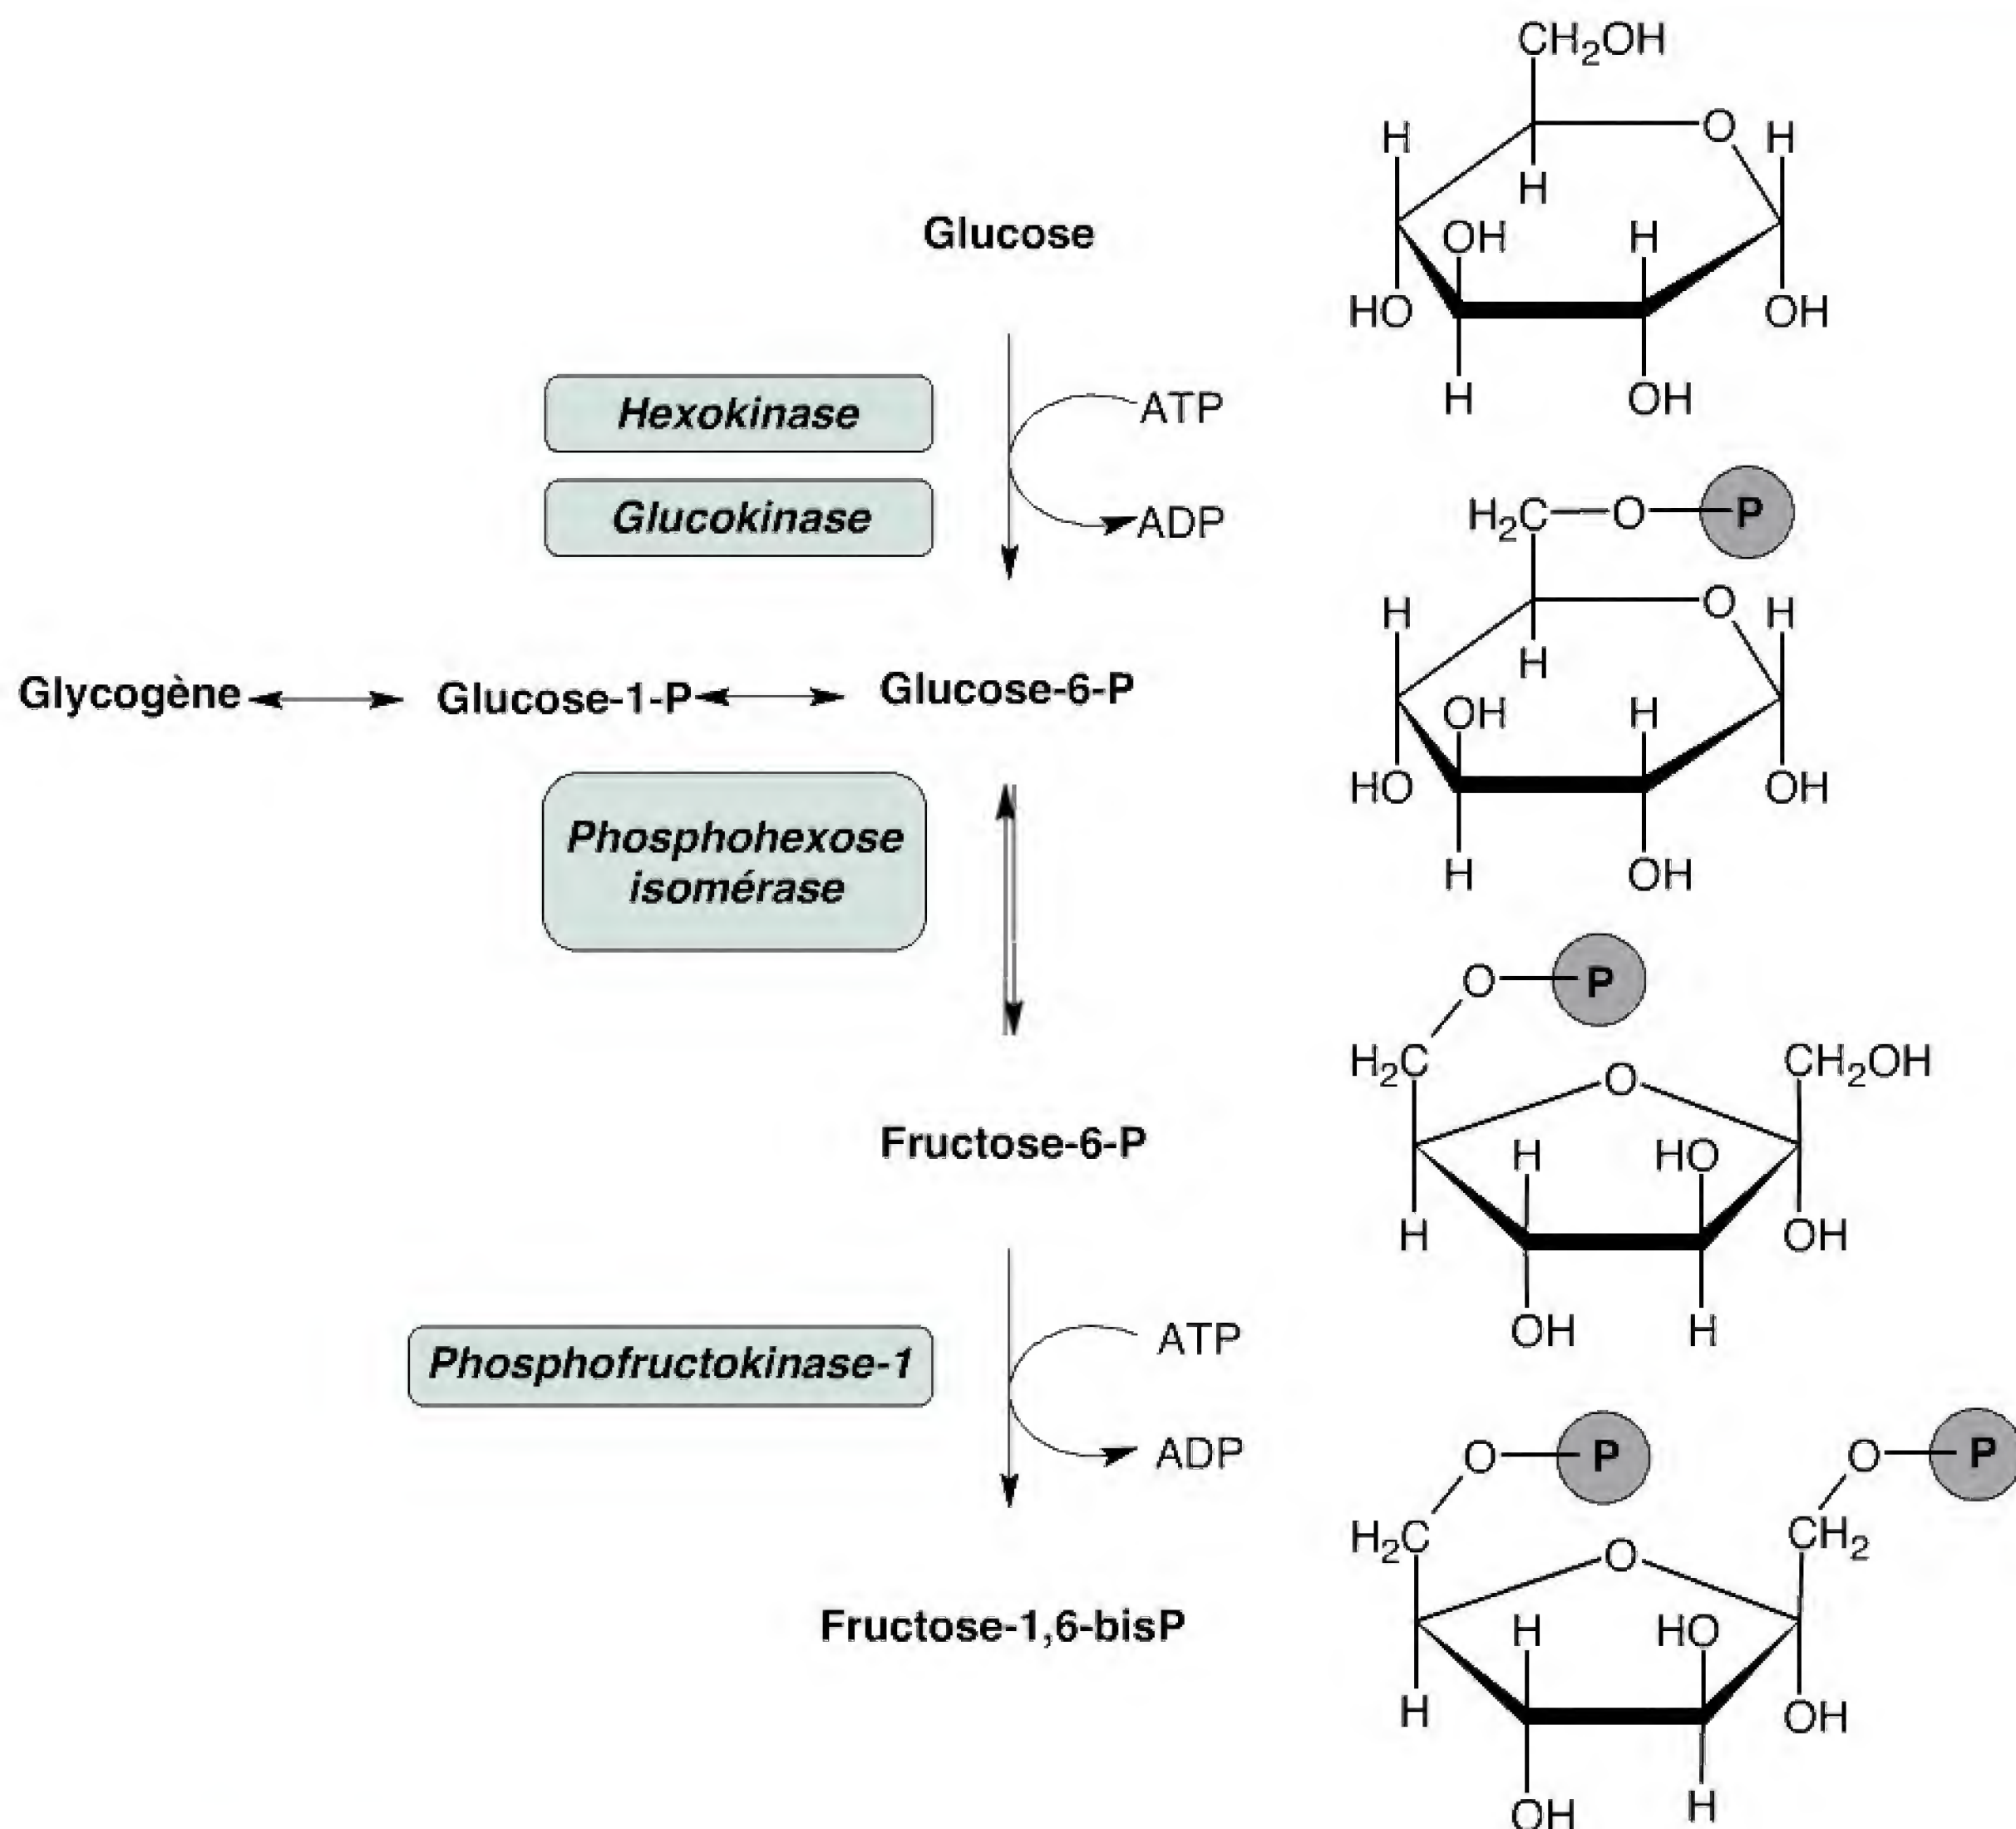 CH2OH
H
O
H
H
Glucose
OH
H
HO
OH
Hexokinase
ATP
H
OH
Glucokinase
ADP
H2C
O
P
H
O
H
H
Glycogène
Glucose-1-P
Glucose-6-P
OH
H
HO
OH
Phosphohexose
isomérase
H
OH
O
P
H2C
CH2OH
O
Fructose-6-P
H
HO
H
OH
OH
H
Phosphofructokinase-1
ATP
ADP
O
P
O
P
H2C
CH2
O
Fructose-1,6-bisP
H
HO
H
OH
OH
H